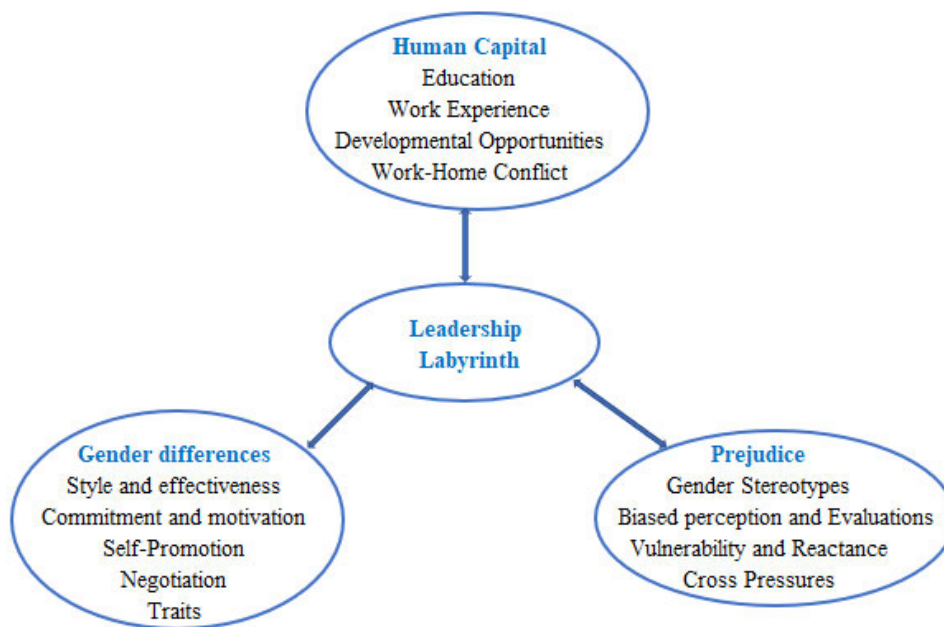 Human Capital
Education
Work Experience
Developmental Opportunities
Work-Home Conflict
Leadership
Labyrinth
Gender differences
Style and effectiveness
Commitment and motivation
Self-Promotion
Negotiation
Traits
Prejudice
Gender Stereotypes
Biased perception and Evaluations
Vulnerability and Reactance
Cross Pressures